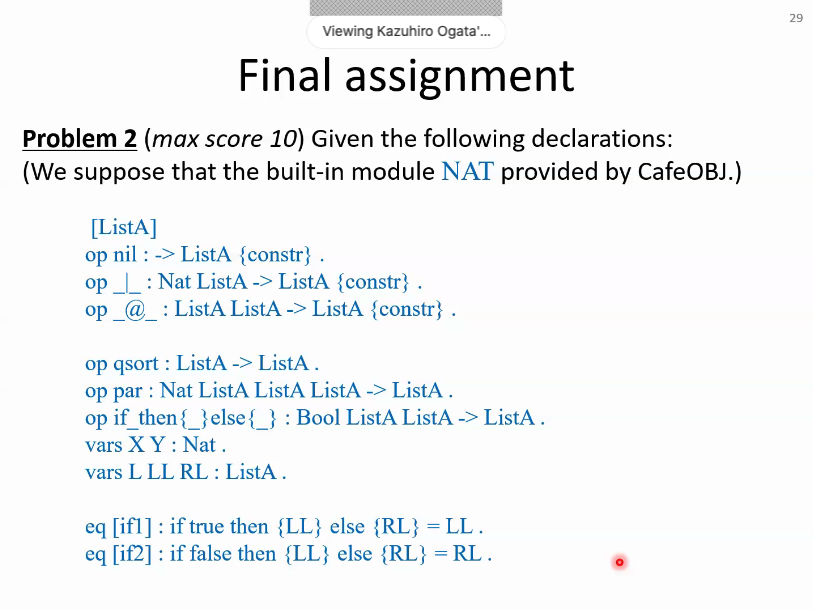 29
Viewing Kazuhiro Ogata'...
Final assignment
Problem 2 (max score 10) Given the following declarations:
(We suppose that the built-in module NAT provided by CafeOBJ.)
[ListA]
op nil : -> ListA {constr} .
op _|_ : Nat ListA -> ListA {constr} .
op _@_ : ListA ListA -> ListA {constr} .
op qsort : ListA -> ListA .
op par : Nat ListA ListA ListA -> ListA .
op if_then{_}else{_} : Bool ListA ListA -> ListA .
vars X Y : Nat .
vars L LL RL : ListA .
eq [if1] : if true then {LL} else {RL} = LL .
eq [if2] : if false then {LL} else {RL} = RL .